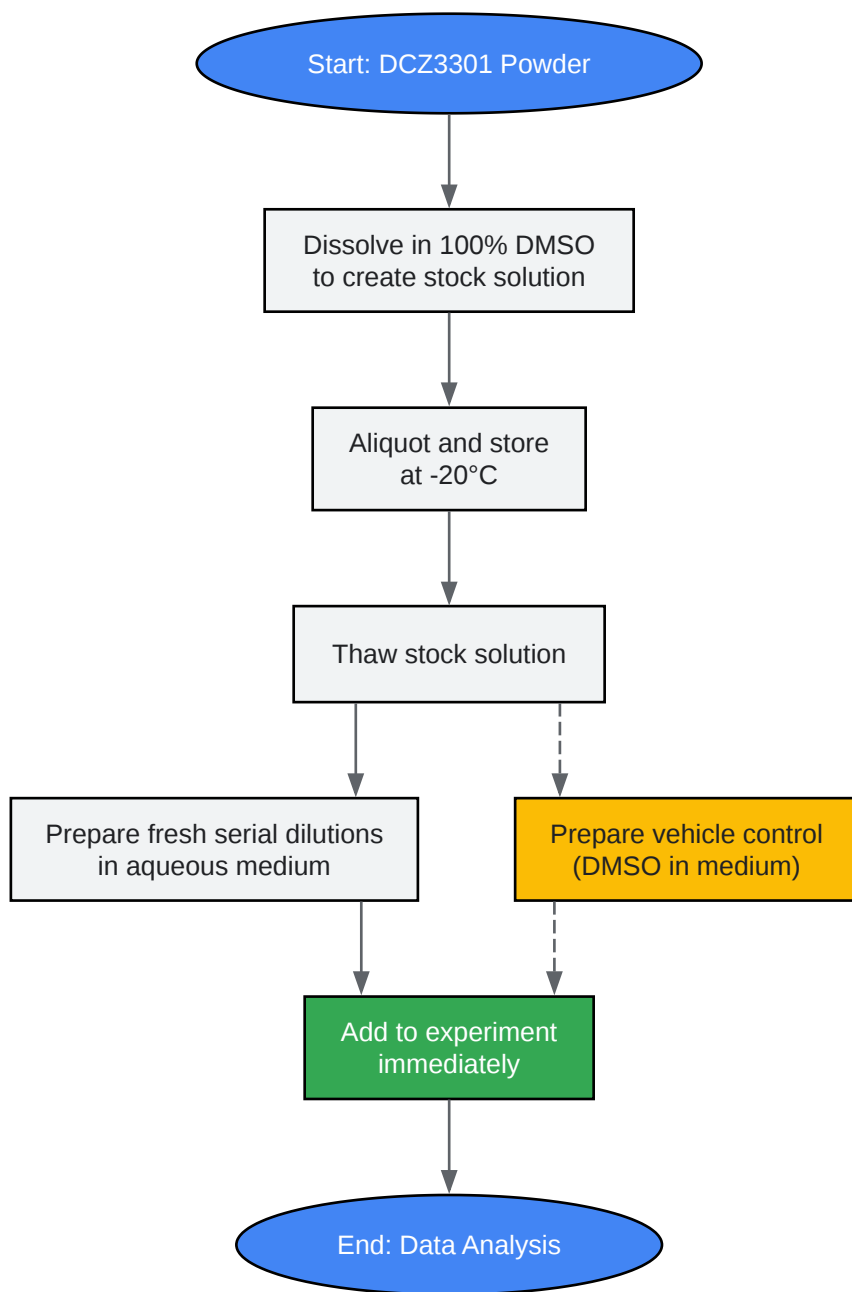 Start: DCZ3301 Powder
Dissolve in 100% DMSO
to create stock solution
Aliquot and store
at -20°C
Thaw stock solution
Prepare fresh serial dilutions
in aqueous medium
Prepare vehicle control
(DMSO in medium)
Add to experiment
immediately
End: Data Analysis